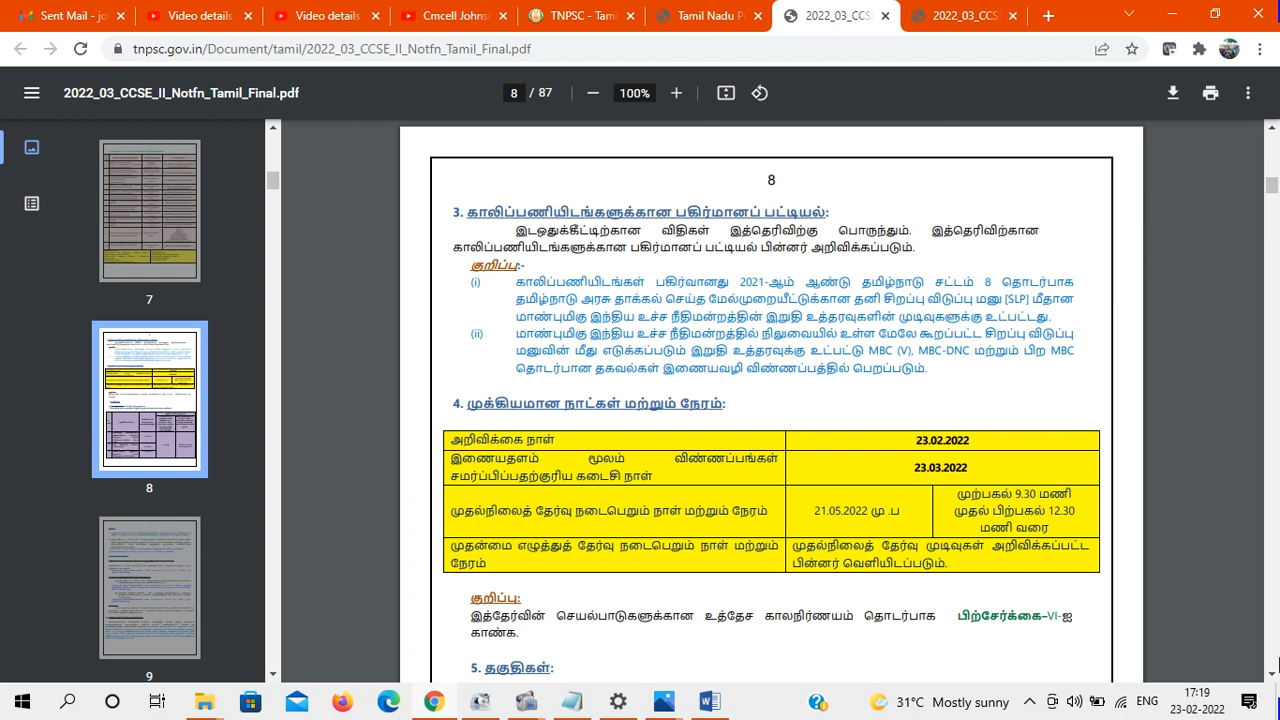 Sent Mail - jo
Video details
Video details
Cmcell Johns
TNPSC - Tami
Tamil Nadu P
2022_03_CCS
2022_03_CCS
tnpsc.gov.in/Document/tamil/2022_03_CCSE_II_Notfn_Tamil_Final.pdf
2022_03_CCSE_II_Notfn_Tamil_Final.pdf
8 / 87
100%
7
8
9
8
3. காலிப்பணியிடங்களுக்கான பகிர்மானப் பட்டியல்:
இடஒதுக்கீட்டிற்கான விதிகள் இத்தெரிவிற்கு பொருந்தும். இத்தெரிவிற்கான
காலிப்பணியிடங்களுக்கான பகிர்மானப் பட்டியல் பின்னர் அறிவிக்கப்படும்.
குறிப்பு:-
(i) காலிப்பணியிடங்கள் பகிர்வானது 2021-ஆம் ஆண்டு தமிழ்நாடு சட்டம் 8 தொடர்பாக
தமிழ்நாடு அரசு தாக்கல் செய்த மேல்முறையீட்டுக்கான தனி சிறப்பு விடுப்பு மனு [SLP] மீதான
மாண்புமிகு இந்திய உச்ச நீதிமன்றத்தின் இறுதி உத்தரவுகளின் முடிவுகளுக்கு உட்பட்டது.
(ii) மாண்புமிகு இந்திய உச்ச நீதிமன்றத்தில் நிலுவையில் உள்ள மேலே கூறப்பட்ட சிறப்பு விடுப்பு
மனுவின் மீது எடுக்கப்படும் இறுதி உத்தரவுக்கு உட்பட்டு MBC (V), MBC-DNC மற்றும் பிற MBC
தொடர்பான தகவல்கள் இணையவழி விண்ணப்பத்தில் பெறப்படும்.
4. முக்கியமான நாட்கள் மற்றும் நேரம்:
அறிவிக்கை நாள் 23.02.2022
இணையதளம் மூலம் விண்ணப்பங்கள்
சமர்ப்பிப்பதற்குரிய கடைசி நாள் 23.03.2022
முதல்நிலைத் தேர்வு நடைபெறும் நாள் மற்றும் நேரம் 21.05.2022 மு .ப
முற்பகல் 9.30 மணி
முதல் பிற்பகல் 12.30
மணி வரை
முதன்மை எழுத்துத் தேர்வு நடைபெறும் நாள் மற்றும்
நேரம்
முதல்நிலைத் தேர்வு முடிவுகள் அறிவிக்கப்பட்ட
பின்னர் வெளியிடப்படும்.
குறிப்பு:
இத்தேர்வின் செயல்பாடுகளுக்கான உத்தேச காலநிர்ணயம் தொடர்பாக பிற்சேர்க்கை–VI-ஐ
காண்க.
5. தகுதிகள்:
31°C Mostly sunny
ENG
17:19
23-02-2022